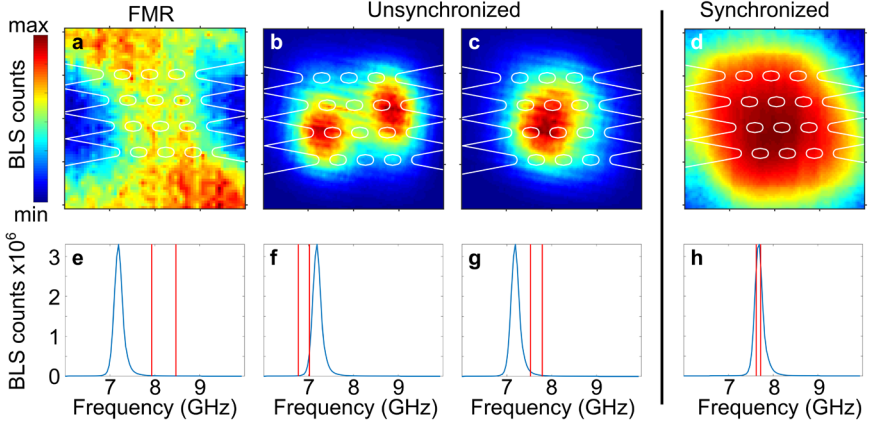 FMR
Unsynchronized
Synchronized
max
BLS counts
min
a
b
c
d
BLS counts x10⁶
3
2
1
0
e
f
g
h
7 8 9
7 8 9
7 8 9
7 8 9
Frequency (GHz)
Frequency (GHz)
Frequency (GHz)
Frequency (GHz)